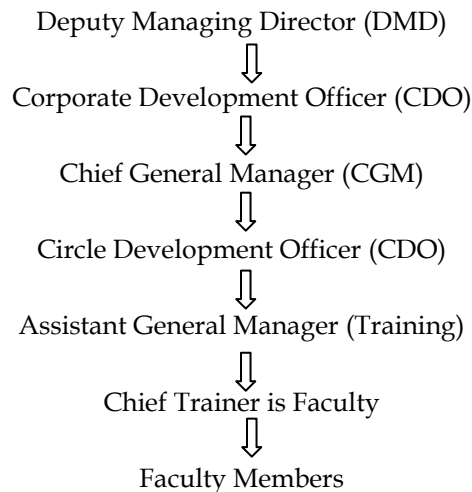 Deputy Managing Director (DMD)
Corporate Development Officer (CDO)
Chief General Manager (CGM)
Circle Development Officer (CDO)
Assistant General Manager (Training)
Chief Trainer is Faculty
Faculty Members